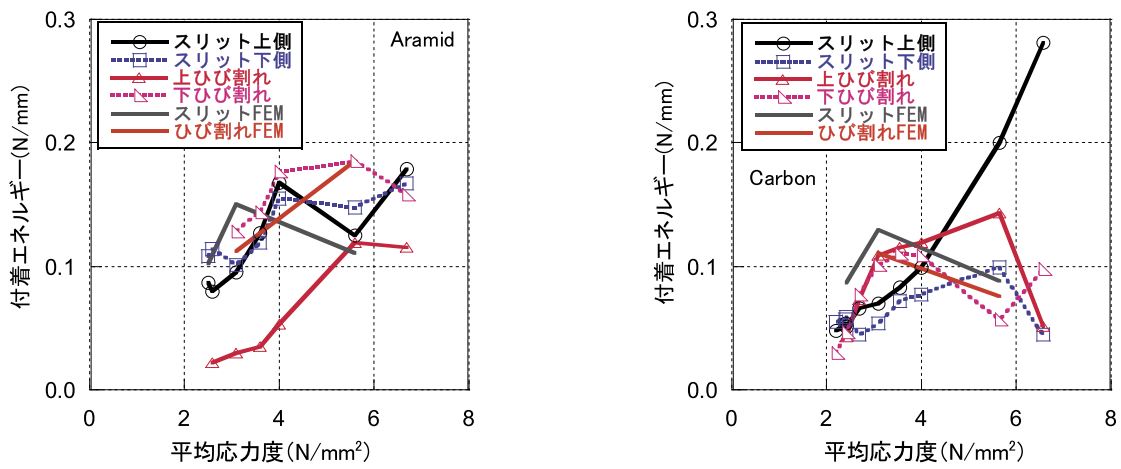 0.3
0.2
0.1
0.0
0
2
4
6
8
付着エネルギー(N/mm)
平均応力度(N/mm²)
Aramid
スリット上側
スリット下側
上ひび割れ
下ひび割れ
スリットFEM
ひび割れFEM
0.3
0.2
0.1
0.0
0
2
4
6
8
付着エネルギー(N/mm)
平均応力度(N/mm²)
スリット上側
スリット下側
上ひび割れ
下ひび割れ
スリットFEM
ひび割れFEM
Carbon